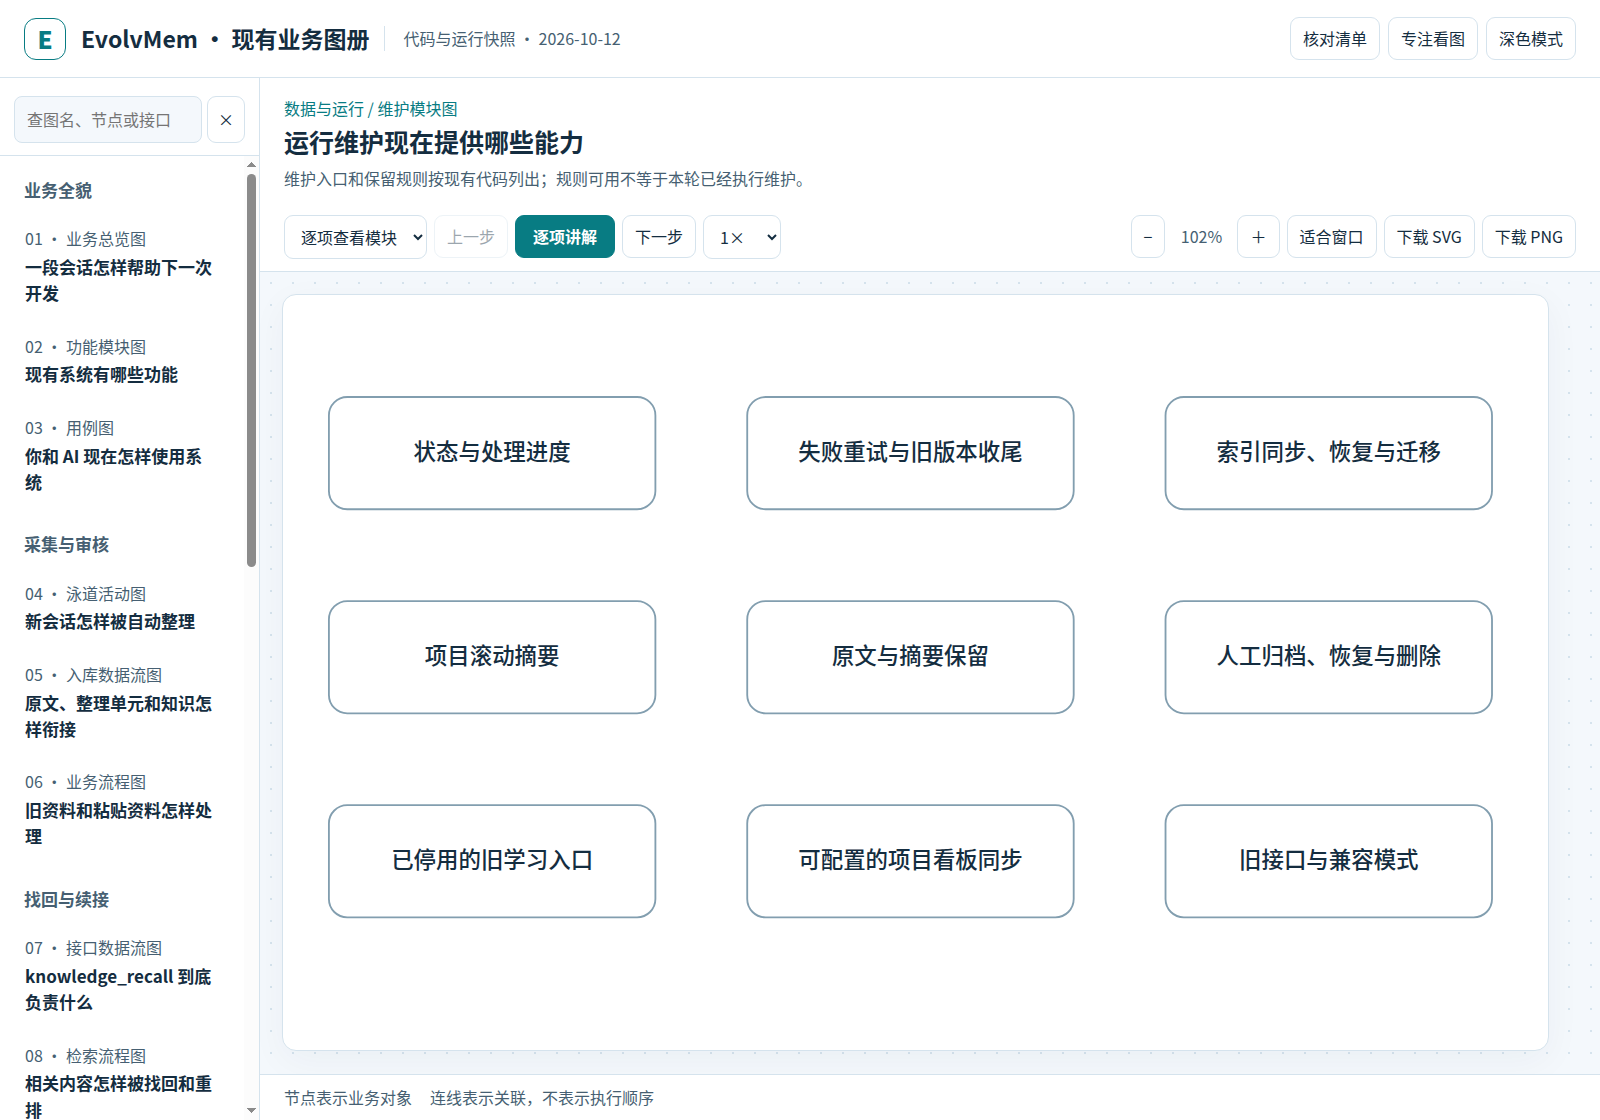 E
EvolvMem · 现有业务图册
代码与运行快照 · 2026-10-12
核对清单
专注看图
深色模式
查图名、节点或接口
×
业务全貌
01 · 业务总览图
一段会话怎样帮助下一次
开发
02 · 功能模块图
现有系统有哪些功能
03 · 用例图
你和 AI 现在怎样使用系
统
采集与审核
04 · 泳道活动图
新会话怎样被自动整理
05 · 入库数据流图
原文、整理单元和知识怎
样衔接
06 · 业务流程图
旧资料和粘贴资料怎样处
理
找回与续接
07 · 接口数据流图
knowledge_recall 到底
负责什么
08 · 检索流程图
相关内容怎样被找回和重
排
数据与运行 / 维护模块图
运行维护现在提供哪些能力
维护入口和保留规则按现有代码列出；规则可用不等于本轮已经执行维护。
逐项查看模块
上一步
逐项讲解
下一步
1×
−
102%
＋
适合窗口
下载 SVG
下载 PNG
状态与处理进度
失败重试与旧版本收尾
索引同步、恢复与迁移
项目滚动摘要
原文与摘要保留
人工归档、恢复与删除
已停用的旧学习入口
可配置的项目看板同步
旧接口与兼容模式
节点表示业务对象 连线表示关联，不表示执行顺序